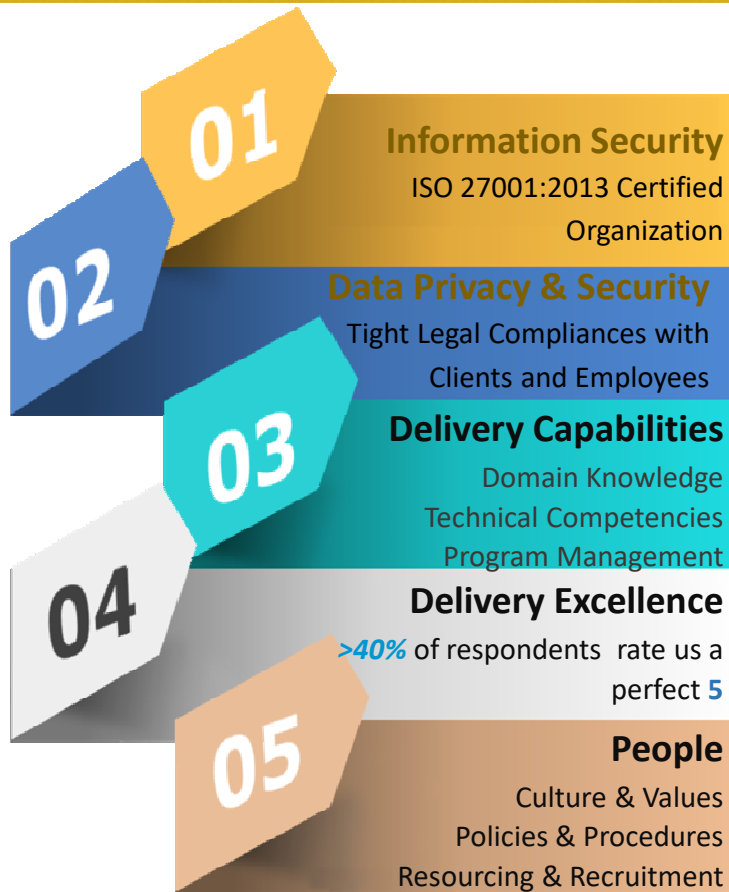 01
Information Security
ISO 27001:2013 Certified
Organization
02
Data Privacy & Security
Tight Legal Compliances with
Clients and Employees
03
Delivery Capabilities
Domain Knowledge
Technical Competencies
Program Management
04
Delivery Excellence
>40% of respondents rate us a
perfect 5
05
People
Culture & Values
Policies & Procedures
Resourcing & Recruitment